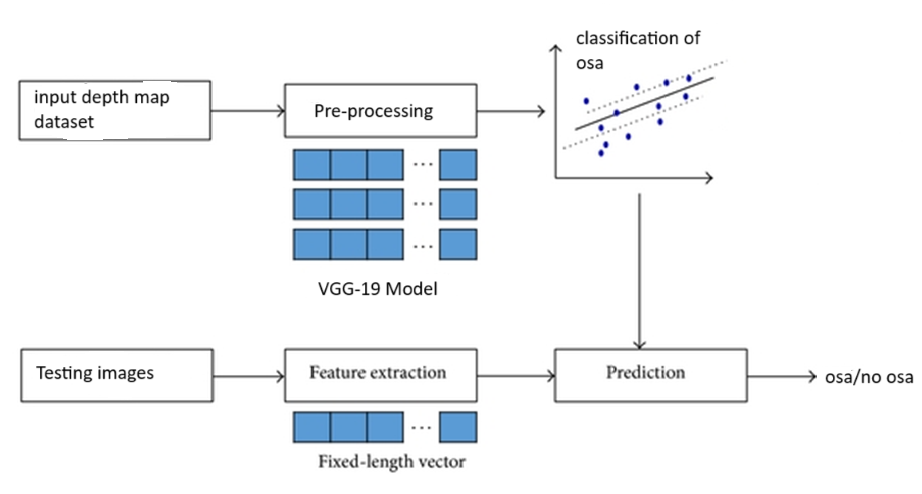 classification of
osa
input depth map
dataset
Pre-processing
...
...
...
VGG-19 Model
Testing images
Feature extraction
Prediction
osa/no osa
...
Fixed-length vector